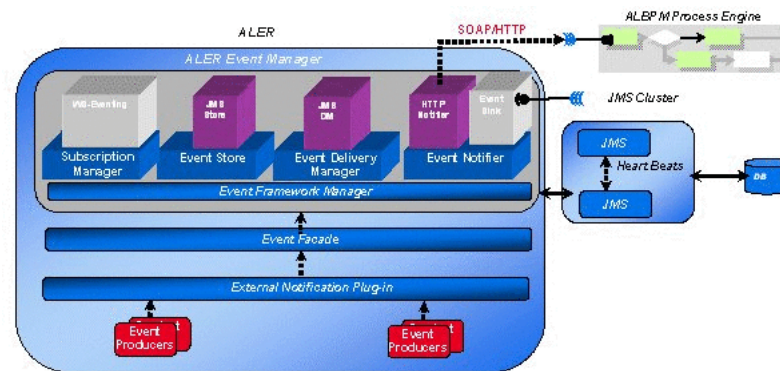 ALER
ALBPM Process Engine
SOAP/HTTP
ALER Event Manager
WS-Eventing
JMS
Store
JMS
DM
HTTP
Notifier
Event
Sink
JMS Cluster
Subscription
Manager
Event Store
Event Delivery
Manager
Event Notifier
Event Framework Manager
JMS
Heart Beats
JMS
DB
Event Facade
External Notification Plug-in
Event
Producers
Event
Producers